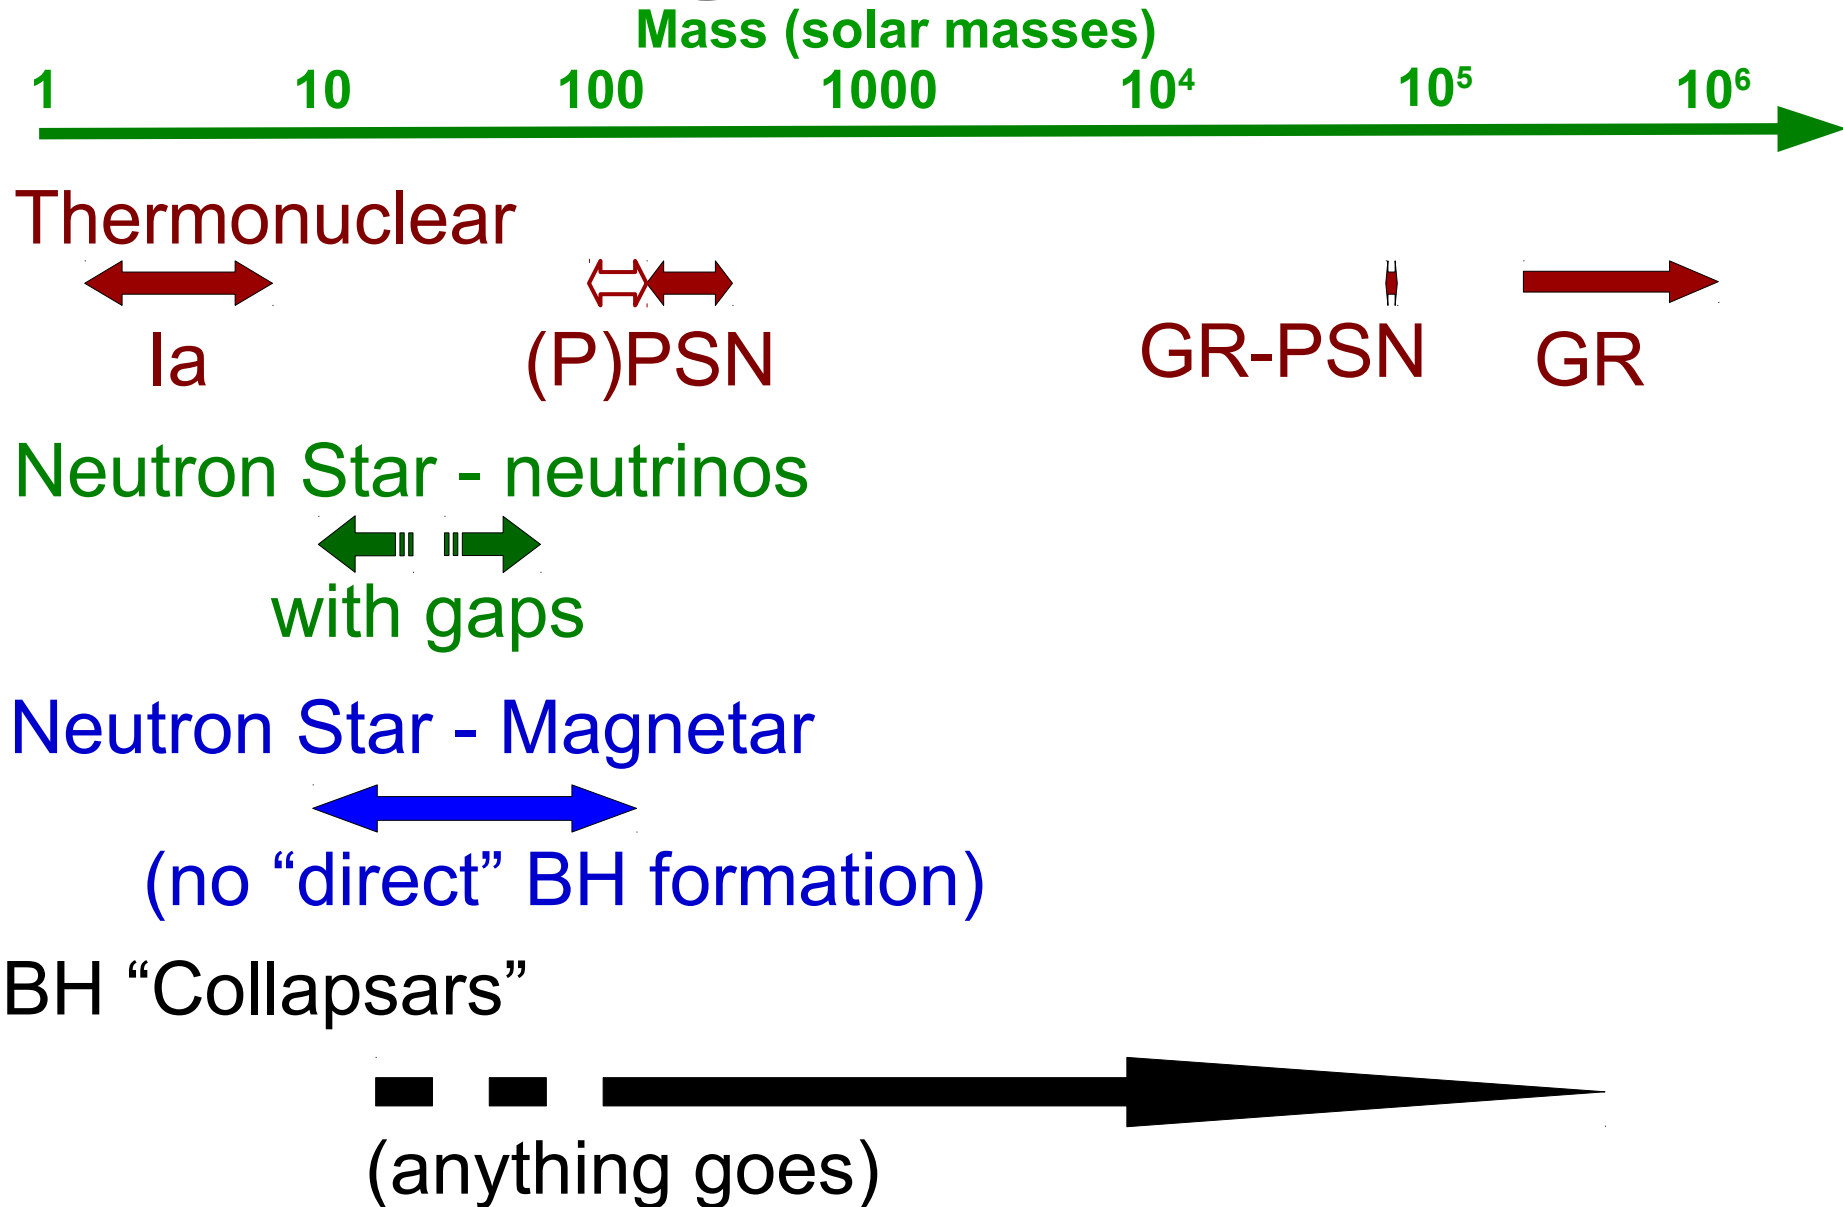 Mass (solar masses)
1 10 100 1000 10⁴ 10⁵ 10⁶
Thermonuclear
Ia (P)PSN GR-PSN GR
Neutron Star - neutrinos
with gaps
Neutron Star - Magnetar
(no “direct” BH formation)
BH “Collapsars”
(anything goes)